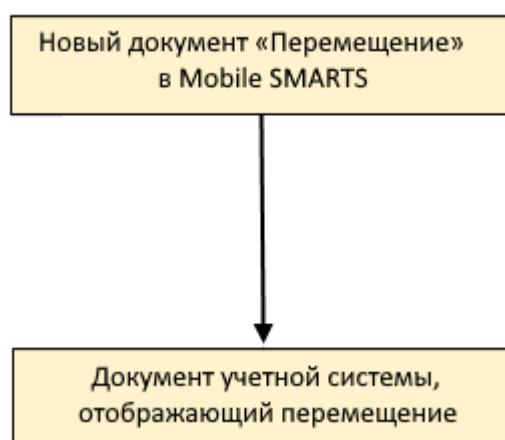 Новый документ «Перемещение»
в Mobile SMARTS
Документ учетной системы,
отображающий перемещение